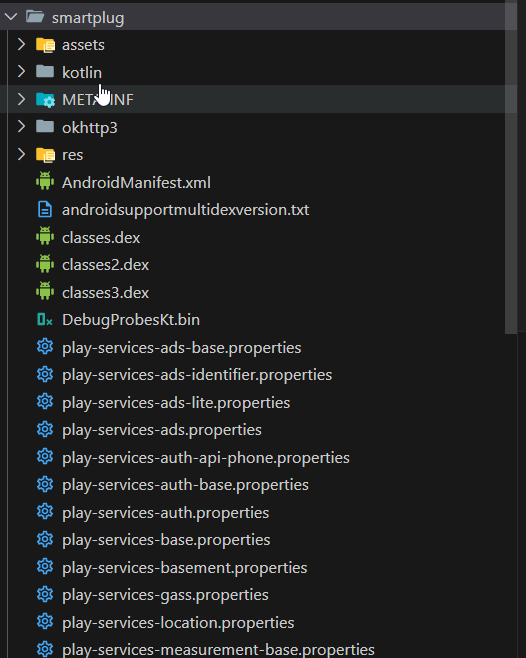 smartplug
assets
kotlin
META-INF
okhttp3
res
AndroidManifest.xml
androidsupportmultidexversion.txt
classes.dex
classes2.dex
classes3.dex
DebugProbesKt.bin
play-services-ads-base.properties
play-services-ads-identifier.properties
play-services-ads-lite.properties
play-services-ads.properties
play-services-auth-api-phone.properties
play-services-auth-base.properties
play-services-auth.properties
play-services-base.properties
play-services-basement.properties
play-services-gass.properties
play-services-location.properties
play-services-measurement-base.properties